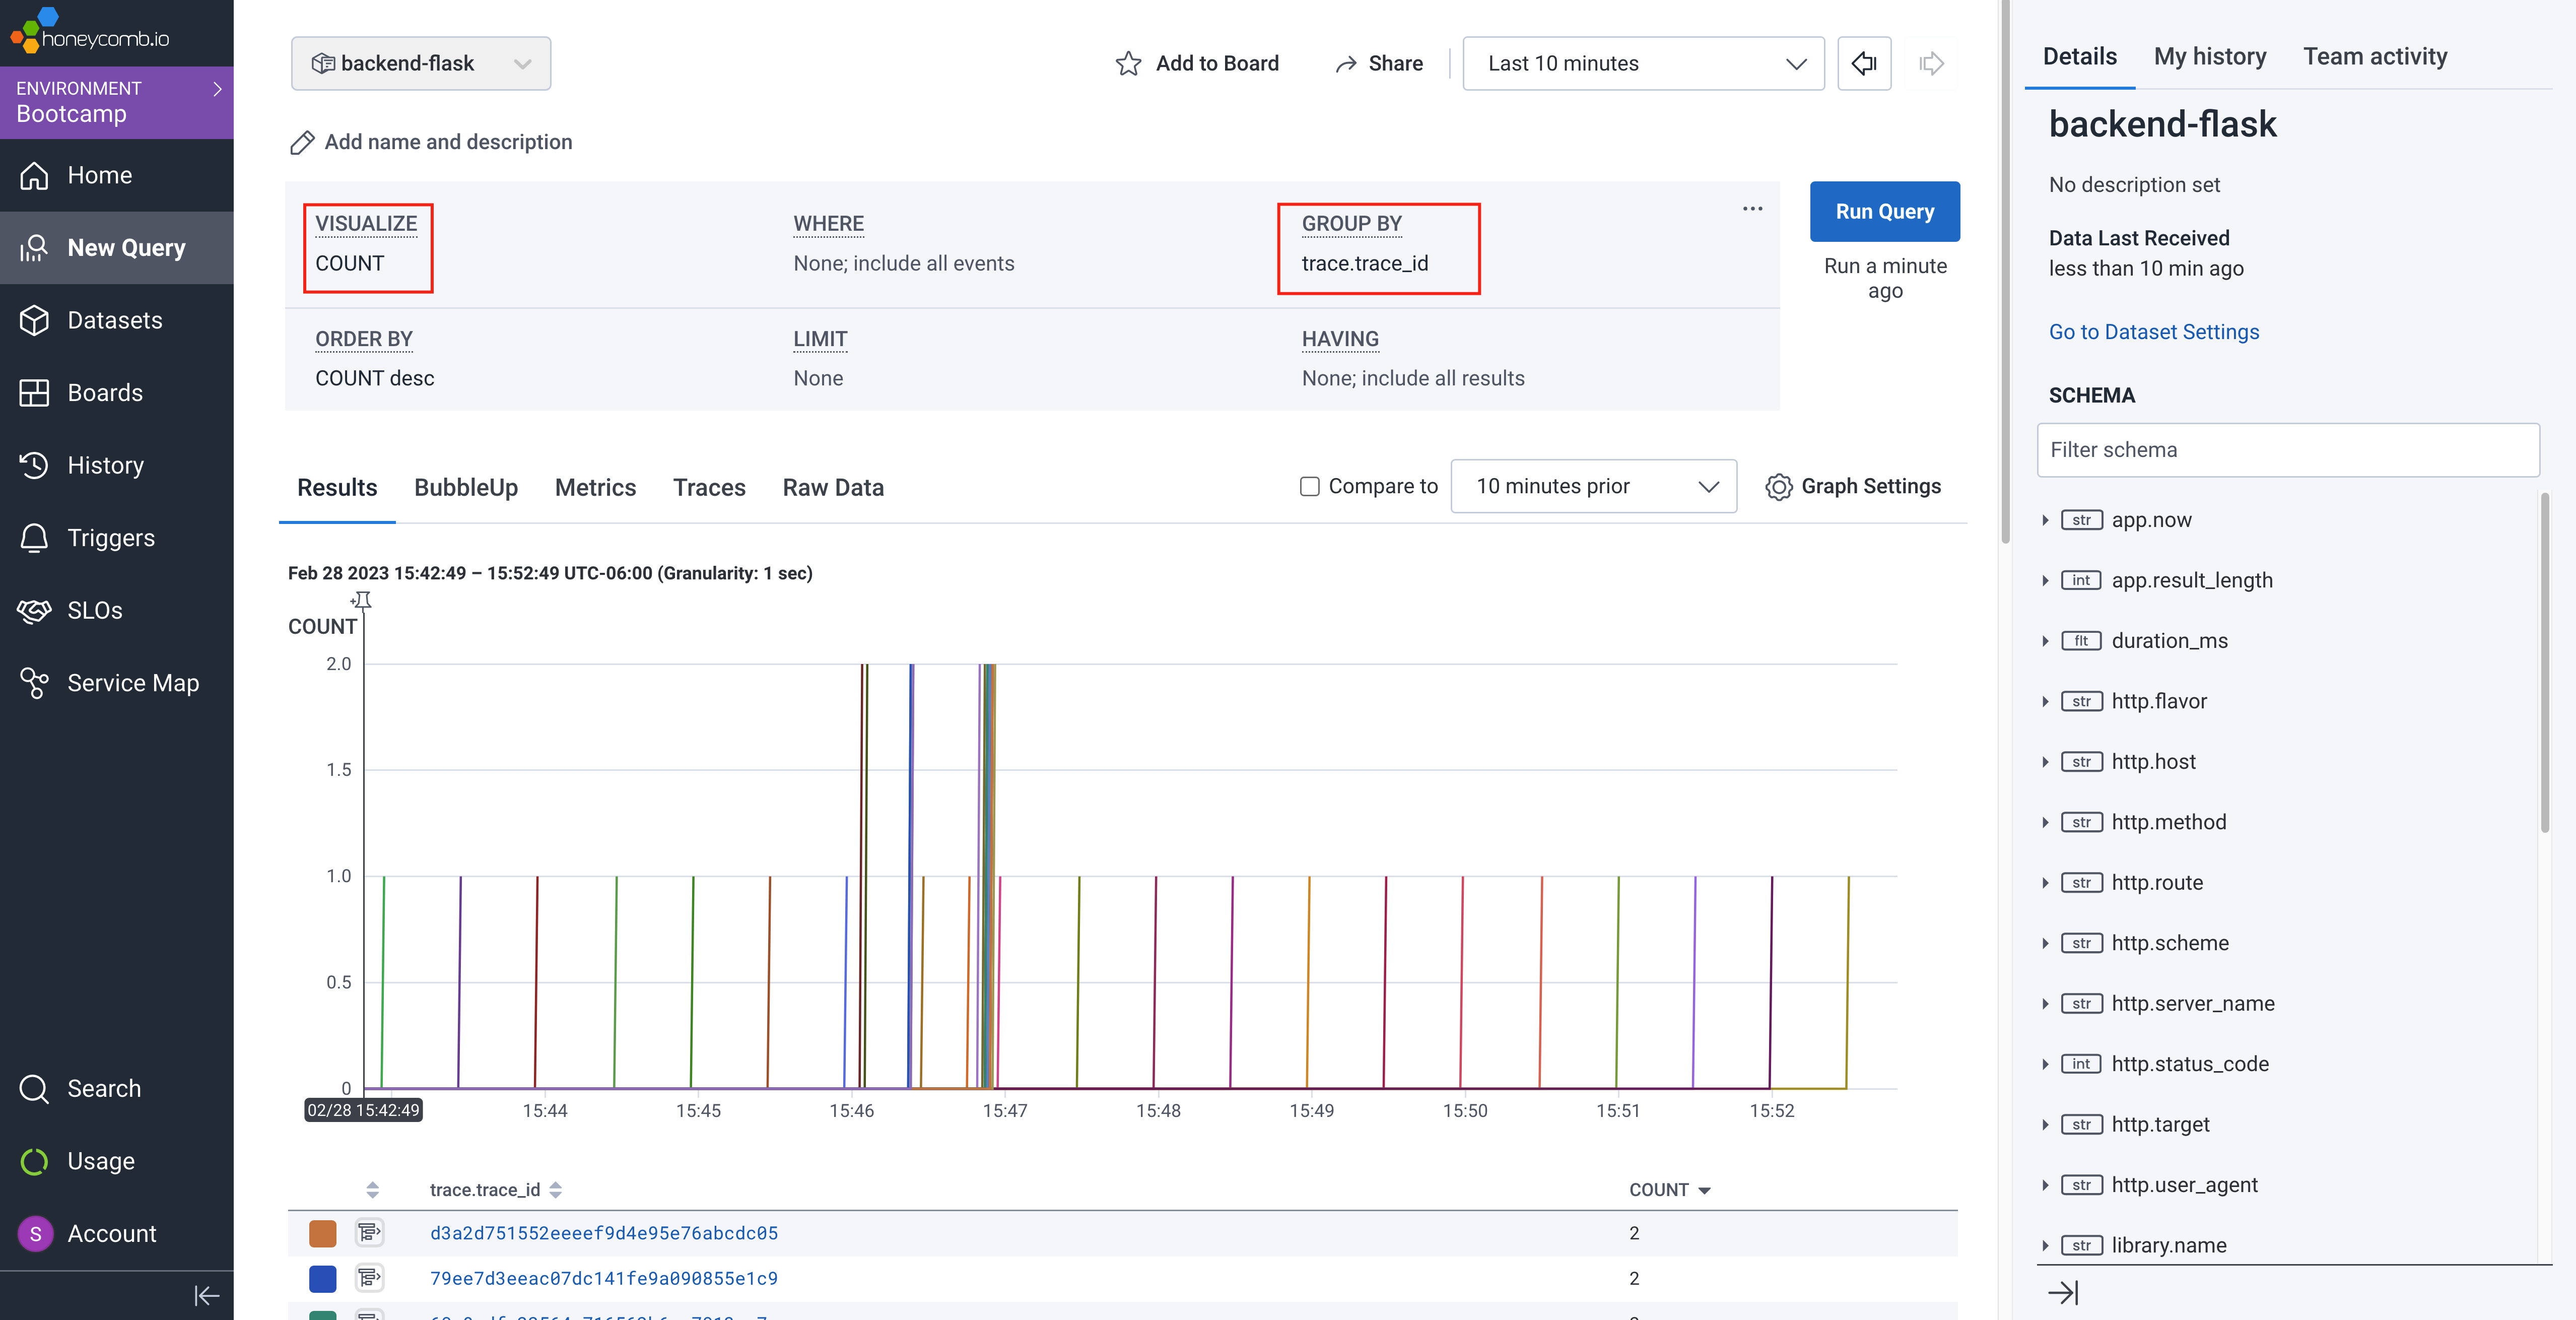 honeycomb.io
ENVIRONMENT
Bootcamp
Home
New Query
Datasets
Boards
History
Triggers
SLOs
Service Map
Search
Usage
S
Account
backend-flask
Add to Board
Share
Last 10 minutes
Add name and description
VISUALIZE
COUNT
WHERE
None; include all events
GROUP BY
trace.trace_id
ORDER BY
COUNT desc
LIMIT
None
HAVING
None; include all results
Run Query
Run a minute
ago
Results
BubbleUp
Metrics
Traces
Raw Data
Compare to
10 minutes prior
Graph Settings
Feb 28 2023 15:42:49 – 15:52:49 UTC-06:00 (Granularity: 1 sec)
COUNT
2.0
1.5
1.0
0.5
0
02/28 15:42:49
15:44
15:45
15:46
15:47
15:48
15:49
15:50
15:51
15:52
trace.trace_id
COUNT
d3a2d751552eeeef9d4e95e76abcdc05
2
79ee7d3eeac07dc141fe9a090855e1c9
2
Details
My history
Team activity
backend-flask
No description set
Data Last Received
less than 10 min ago
Go to Dataset Settings
SCHEMA
Filter schema
str app.now
int app.result_length
flt duration_ms
str http.flavor
str http.host
str http.method
str http.route
str http.scheme
str http.server_name
int http.status_code
str http.target
str http.user_agent
str library.name